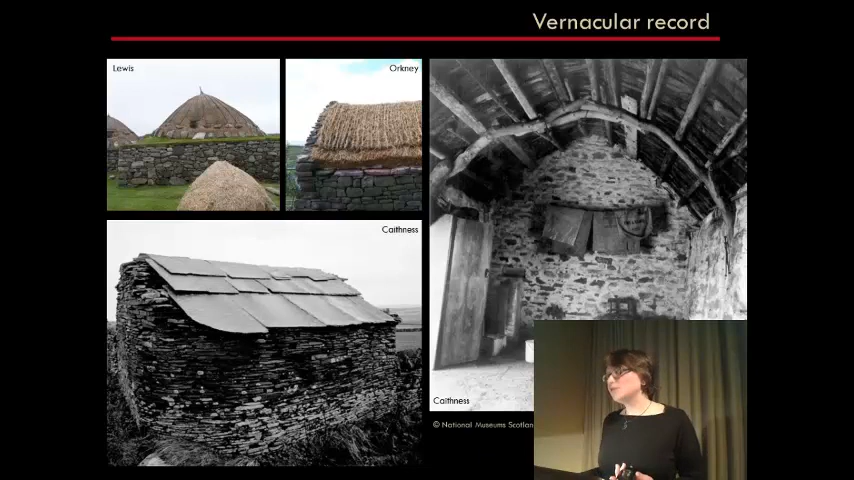 Vernacular record
Lewis
Orkney
Caithness
Caithness
© National Museums Scotlan